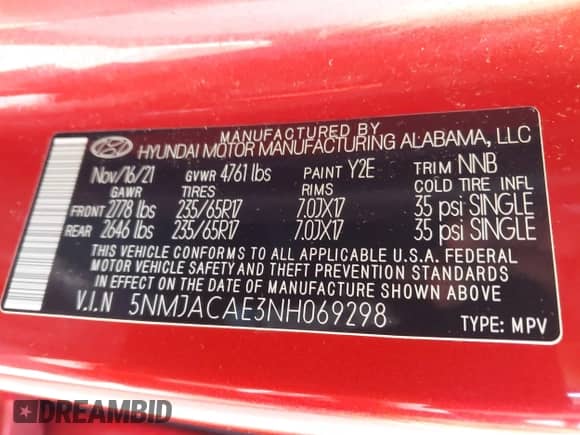 MANUFACTURED BY
HYUNDAI MOTOR MANUFACTURING ALABAMA, LLC
Nov/16/21 GVWR 4761 lbs PAINT Y2E TRIM NNB
GAWR TIRES RIMS COLD TIRE INFL
FRONT 2778 lbs 235/65R17 7.0JX17 35 psi SINGLE
REAR 2646 lbs 235/65R17 7.0JX17 35 psi SINGLE
THIS VEHICLE CONFORMS TO ALL APPLICABLE U.S.A. FEDERAL
MOTOR VEHICLE SAFETY AND THEFT PREVENTION STANDARDS
IN EFFECT ON THE DATE OF MANUFACTURE SHOWN ABOVE
V.I.N 5NMJACAE3NH069298 TYPE: MPV
DREAMBID